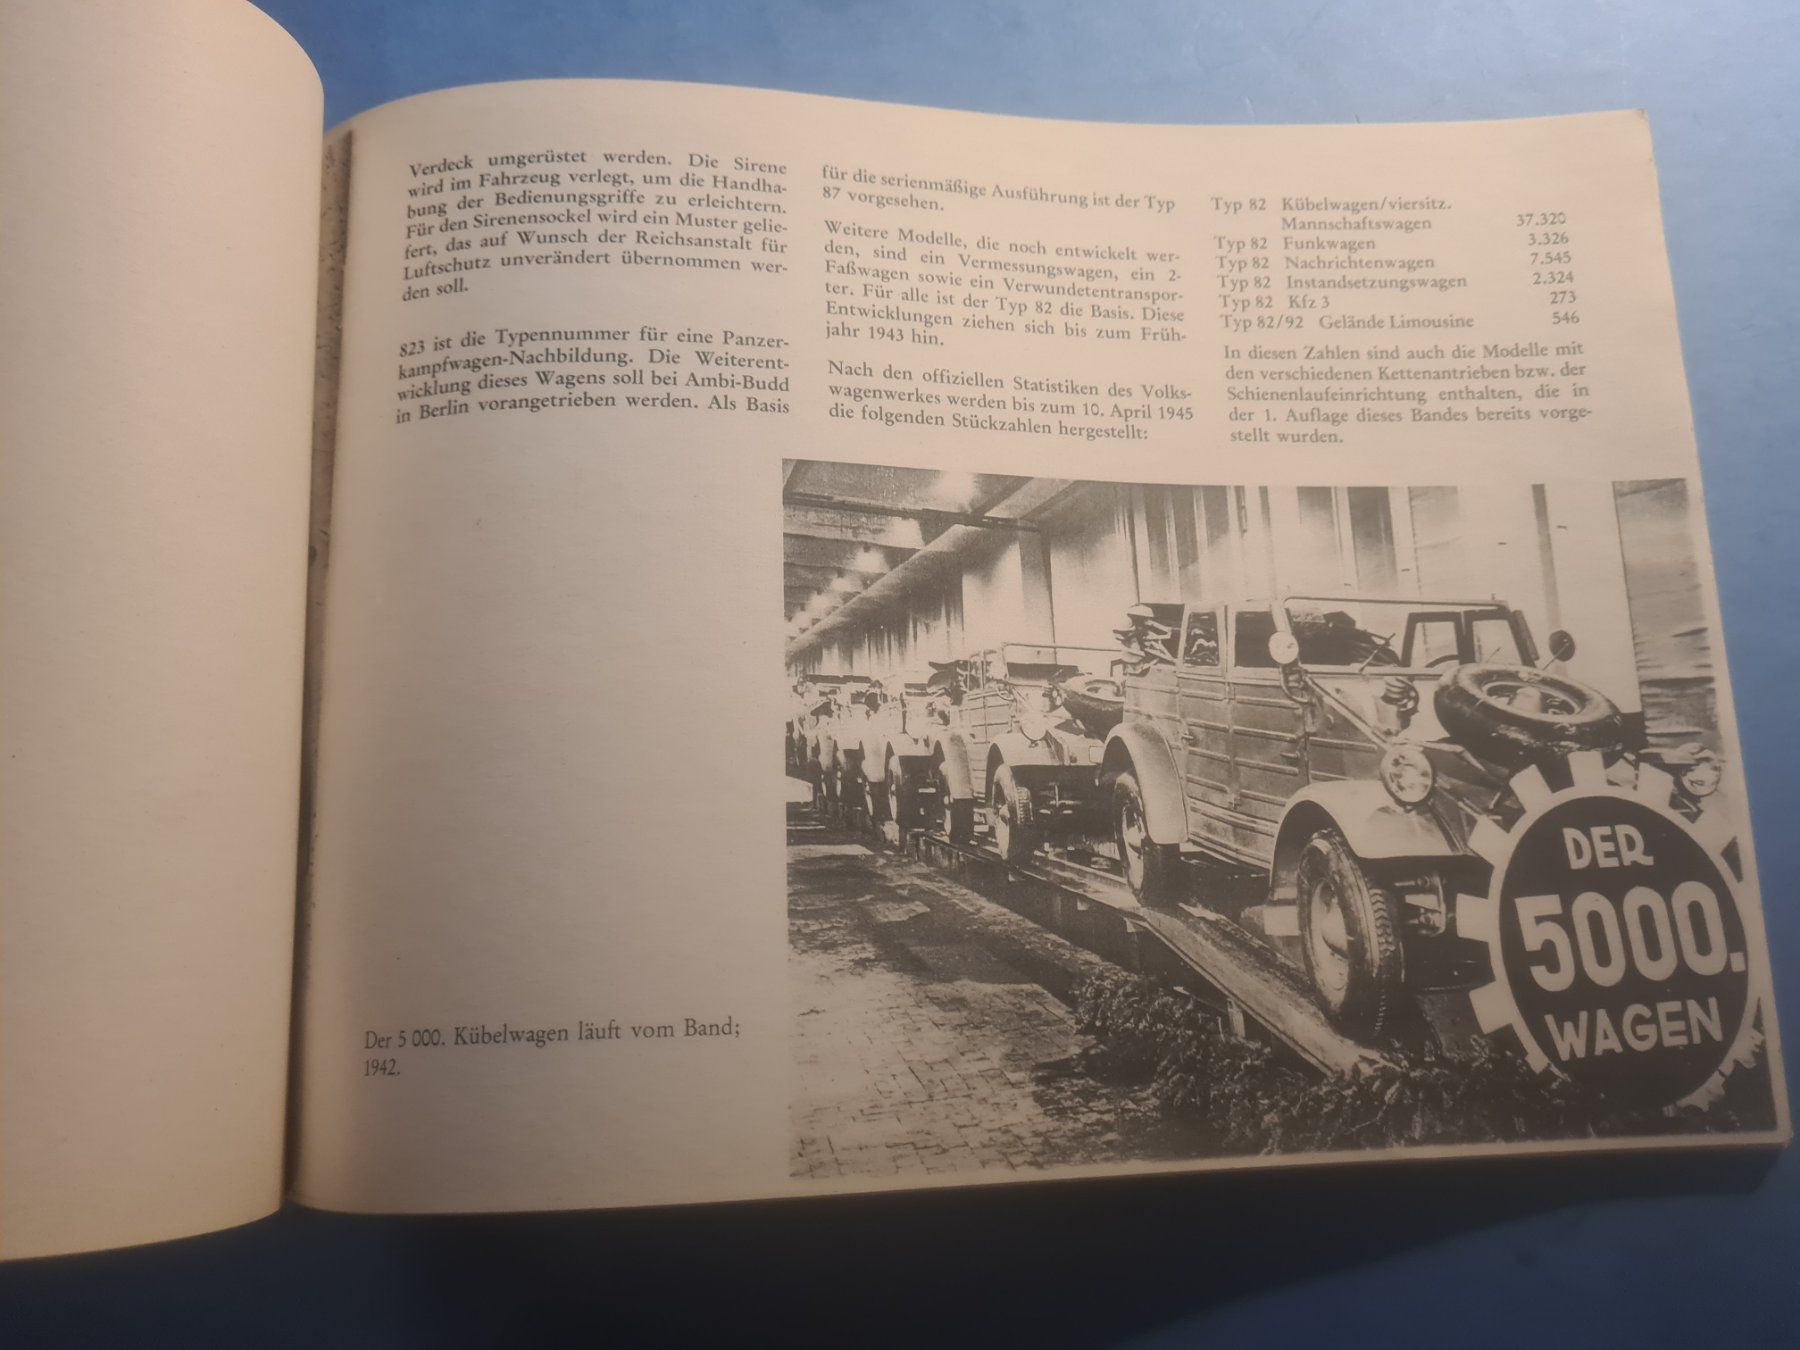 Verdeck umgerüstet werden. Die Sirene
wird im Fahrzeug verlegt, um die Handha-
bung der Bedienungsgriffe zu erleichtern.
Für den Sirenensockel wird ein Muster gelie-
fert, das auf Wunsch der Reichsanstalt für
Luftschutz unverändert übernommen wer-
den soll.
823 ist die Typennummer für eine Panzer-
kampfwagen-Nachbildung. Die Weiterent-
wicklung dieses Wagens soll bei Ambi-Budd
in Berlin vorangetrieben werden. Als Basis
für die serienmäßige Ausführung ist der Typ
87 vorgesehen.
Weitere Modelle, die noch entwickelt wer-
den, sind ein Vermessungswagen, ein 2-
Faßwagen sowie ein Verwundetentranspor-
ter. Für alle ist der Typ 82 die Basis. Diese
Entwicklungen ziehen sich bis zum Früh-
jahr 1943 hin.
Nach den offiziellen Statistiken des Volks-
wagenwerkes werden bis zum 10. April 1945
die folgenden Stückzahlen hergestellt:
Typ 82 Kübelwagen/viersitz.
Mannschaftswagen 37.320
Typ 82 Funkwagen 3.326
Typ 82 Nachrichtenwagen 7.545
Typ 82 Instandsetzungswagen 2.324
Typ 82 Kfz 3 273
Typ 82/92 Gelände Limousine 546
In diesen Zahlen sind auch die Modelle mit
den verschiedenen Kettenantrieben bzw. der
Schienenlaufeinrichtung enthalten, die in
der 1. Auflage dieses Bandes bereits vorge-
stellt wurden.
DER
5000.
WAGEN
Der 5 000. Kübelwagen läuft vom Band;
1942.